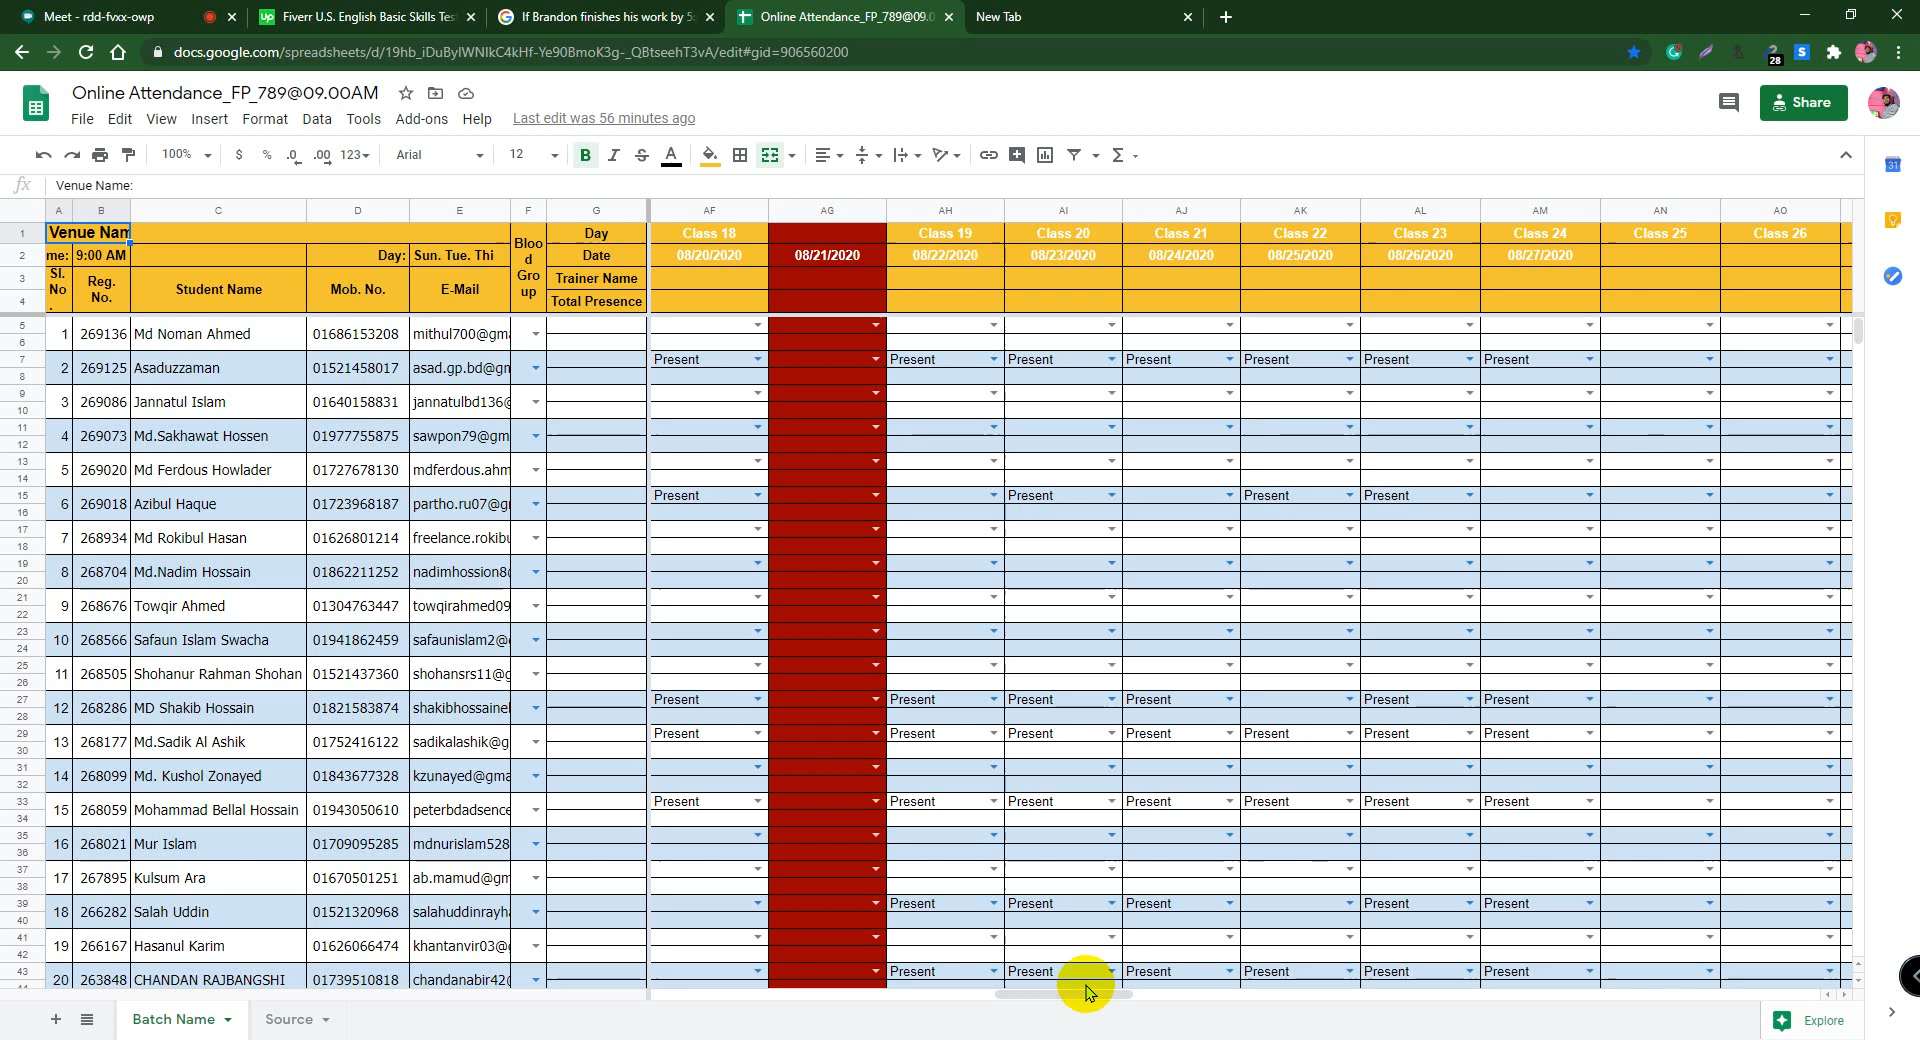 Meet - rdd-fvxx-owp
Fiverr U.S. English Basic Skills Tes
If Brandon finishes his work by 5:
Online Attendance_FP_789@09.0
New Tab
docs.google.com/spreadsheets/d/19hb_iDuByIWNIkC4kHf-Ye90BmoK3g-_QBtseehT3vA/edit#gid=906560200
28
Online Attendance_FP_789@09.00AM
File Edit View Insert Format Data Tools Add-ons Help Last edit was 56 minutes ago
Share
100% $ % .0 .00 123 Arial 12 B I S A Σ
31
fx Venue Name:
A B C D E F G AF AG AH AI AJ AK AL AM AN AO
1 Venue Nam Day Class 18 Class 19 Class 20 Class 21 Class 22 Class 23 Class 24 Class 25 Class 26
2 me: 9:00 AM Day: Sun. Tue. Thi Date 08/20/2020 08/21/2020 08/22/2020 08/23/2020 08/24/2020 08/25/2020 08/26/2020 08/27/2020
3 Sl. No . Reg. No. Student Name Mob. No. E-Mail Bloo d Gro up Trainer Name
4 Total Presence
5 1 269136 Md Noman Ahmed 01686153208 mithul700@gma
6
7 2 269125 Asaduzzaman 01521458017 asad.gp.bd@gn Present Present Present Present Present Present Present
8
9 3 269086 Jannatul Islam 01640158831 jannatulbd136@
10
11 4 269073 Md.Sakhawat Hossen 01977755875 sawpon79@gm
12
13 5 269020 Md Ferdous Howlader 01727678130 mdferdous.ahm
14
15 6 269018 Azibul Haque 01723968187 partho.ru07@g Present Present Present Present
16
17 7 268934 Md Rokibul Hasan 01626801214 freelance.rokibu
18
19 8 268704 Md.Nadim Hossain 01862211252 nadimhossion8
20
21 9 268676 Towqir Ahmed 01304763447 towqirahmed09
22
23 10 268566 Safaun Islam Swacha 01941862459 safaunislam2@
24
25 11 268505 Shohanur Rahman Shohan 01521437360 shohansrs11@g
26
27 12 268286 MD Shakib Hossain 01821583874 shakibhossainel Present Present Present Present Present Present
28
29 13 268177 Md.Sadik Al Ashik 01752416122 sadikalashik@g Present Present Present Present Present Present Present
30
31 14 268099 Md. Kushol Zonayed 01843677328 kzunayed@gma
32
33 15 268059 Mohammad Bellal Hossain 01943050610 peterbdadsence Present Present Present Present Present Present Present
34
35 16 268021 Mur Islam 01709095285 mdnurislam528
36
37 17 267895 Kulsum Ara 01670501251 ab.mamud@gm
38
39 18 266282 Salah Uddin 01521320968 salahuddinrayh Present Present Present Present Present
40
41 19 266167 Hasanul Karim 01626066474 khantanvir03@
42
43 20 263848 CHANDAN RAJBANGSHI 01739510818 chandanabir42 Present Present Present Present Present Present
Batch Name Source Explore